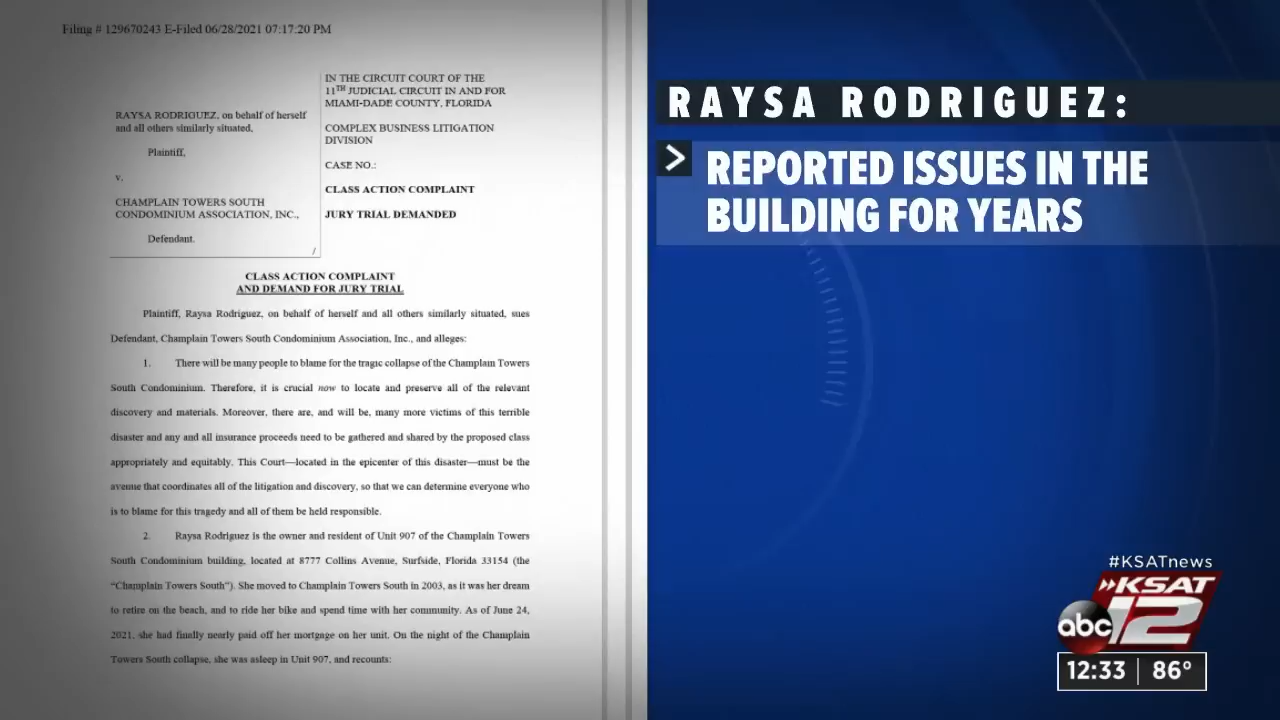 Filing # 129670243 E-Filed 06/28/2021 07:17:20 PM
IN THE CIRCUIT COURT OF THE
11TH JUDICIAL CIRCUIT IN AND FOR
MIAMI-DADE COUNTY, FLORIDA
RAYSA RODRIGUEZ, on behalf of herself
and all others similarly situated,
COMPLEX BUSINESS LITIGATION
DIVISION
Plaintiff,
CASE NO.:
v.
CLASS ACTION COMPLAINT
CHAMPLAIN TOWERS SOUTH
CONDOMINIUM ASSOCIATION, INC.,
JURY TRIAL DEMANDED
Defendant.
/
CLASS ACTION COMPLAINT
AND DEMAND FOR JURY TRIAL
Plaintiff, Raysa Rodriguez, on behalf of herself and all others similarly situated, sues
Defendant, Champlain Towers South Condominium Association, Inc., and alleges:
1. There will be many people to blame for the tragic collapse of the Champlain Towers
South Condominium. Therefore, it is crucial now to locate and preserve all of the relevant
discovery and materials. Moreover, there are, and will be, many more victims of this terrible
disaster and any and all insurance proceeds need to be gathered and shared by the proposed class
appropriately and equitably. This Court—located in the epicenter of this disaster—must be the
avenue that coordinates all of the litigation and discovery, so that we can determine everyone who
is to blame for this tragedy and all of them be held responsible.
2. Raysa Rodriguez is the owner and resident of Unit 907 of the Champlain Towers
South Condominium building, located at 8777 Collins Avenue, Surfside, Florida 33154 (the
“Champlain Towers South”). She moved to Champlain Towers South in 2003, as it was her dream
to retire on the beach, and to ride her bike and spend time with her community. As of June 24,
2021, she had finally nearly paid off her mortgage on her unit. On the night of the Champlain
Towers South collapse, she was asleep in Unit 907, and recounts:
RAYSA RODRIGUEZ:
REPORTED ISSUES IN THE
BUILDING FOR YEARS
#KSATnews
KSAT
abc 12
12:33 86°